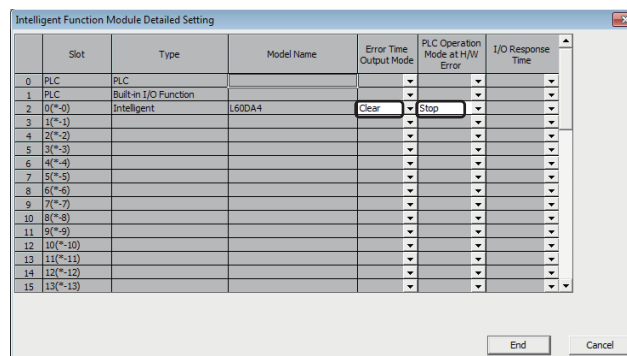 Intelligent Function Module Detailed Setting
Slot Type Model Name Error Time Output Mode PLC Operation Mode at H/W Error I/O Response Time
0 PLC PLC
1 PLC Built-in I/O Function
2 0(*-0) Intelligent L60DA4 Clear Stop
3 1(*-1)
4 2(*-2)
5 3(*-3)
6 4(*-4)
7 5(*-5)
8 6(*-6)
9 7(*-7)
10 8(*-8)
11 9(*-9)
12 10(*-10)
13 11(*-11)
14 12(*-12)
15 13(*-13)
End Cancel